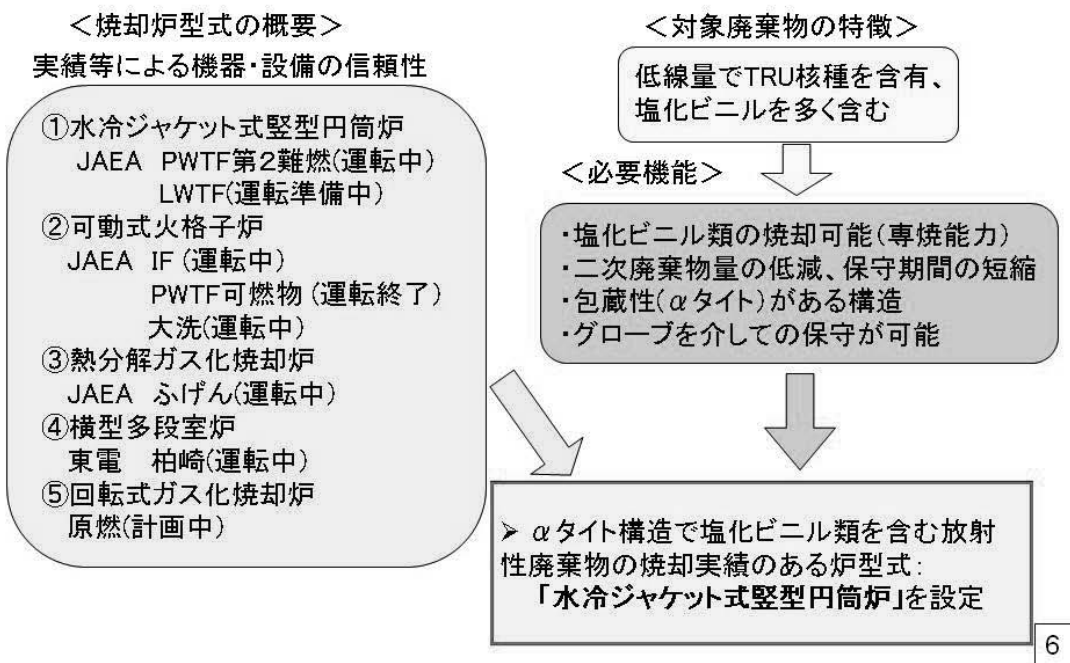 ＜焼却炉型式の概要＞
実績等による機器・設備の信頼性
①水冷ジャケット式竪型円筒炉
JAEA PWTF第2難燃(運転中)
LWTF(運転準備中)
②可動式火格子炉
JAEA IF (運転中)
PWTF可燃物 (運転終了)
大洗(運転中)
③熱分解ガス化焼却炉
JAEA ふげん(運転中)
④横型多段室炉
東電 柏崎(運転中)
⑤回転式ガス化焼却炉
原燃(計画中)
＜対象廃棄物の特徴＞
低線量でTRU核種を含有、
塩化ビニルを多く含む
＜必要機能＞
・塩化ビニル類の焼却可能(専焼能力)
・二次廃棄物量の低減、保守期間の短縮
・包蔵性(αタイト)がある構造
・グローブを介しての保守が可能
➢ αタイト構造で塩化ビニル類を含む放射
性廃棄物の焼却実績のある炉型式：
「水冷ジャケット式竪型円筒炉」を設定
6